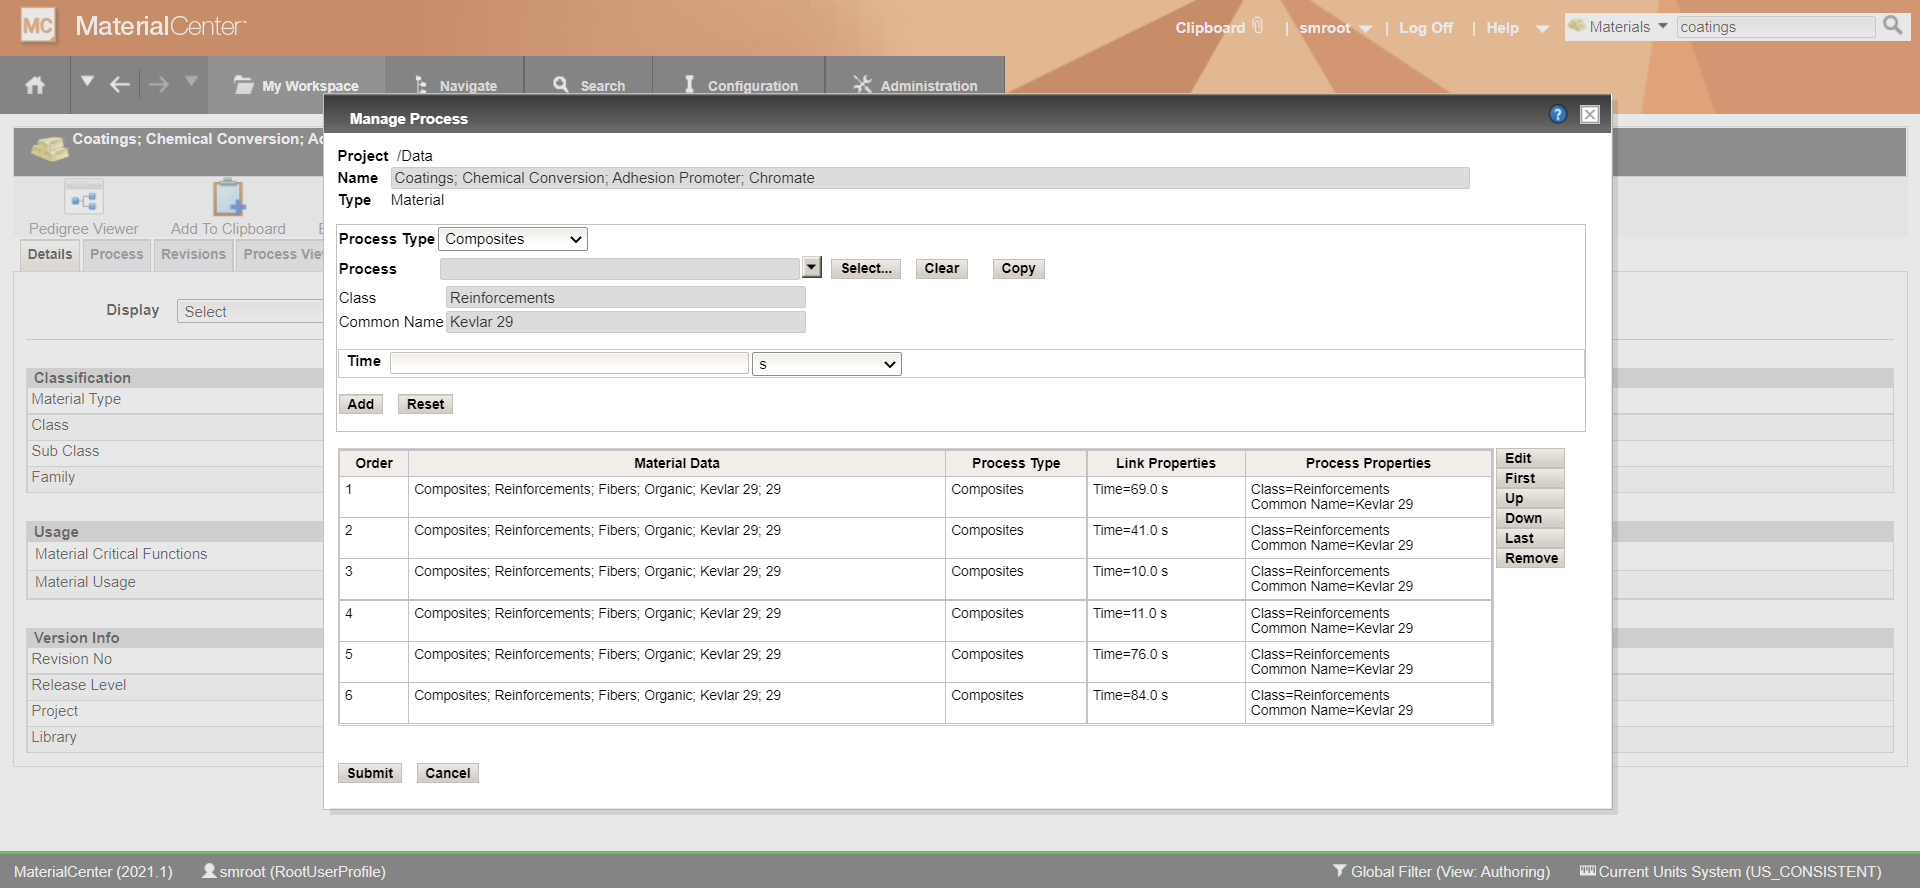 MC MaterialCenter
Clipboard | smroot | Log Off | Help Materials coatings
My Workspace Navigate Search Configuration Administration
Coatings; Chemical Conversion; Ad
Manage Process ?
Project /Data
Name Coatings; Chemical Conversion; Adhesion Promoter; Chromate
Type Material
Pedigree Viewer Add To Clipboard
Details Process Revisions Process Vie
Process Type Composites
Process Select... Clear Copy
Class Reinforcements
Common Name Kevlar 29
Display Select
Time s
Add Reset
Classification
Material Type
Class
Sub Class
Family
Usage
Material Critical Functions
Material Usage
Version Info
Revision No
Release Level
Project
Library
Order Material Data Process Type Link Properties Process Properties
1 Composites; Reinforcements; Fibers; Organic; Kevlar 29; 29 Composites Time=69.0 s Class=Reinforcements
Common Name=Kevlar 29
2 Composites; Reinforcements; Fibers; Organic; Kevlar 29; 29 Composites Time=41.0 s Class=Reinforcements
Common Name=Kevlar 29
3 Composites; Reinforcements; Fibers; Organic; Kevlar 29; 29 Composites Time=10.0 s Class=Reinforcements
Common Name=Kevlar 29
4 Composites; Reinforcements; Fibers; Organic; Kevlar 29; 29 Composites Time=11.0 s Class=Reinforcements
Common Name=Kevlar 29
5 Composites; Reinforcements; Fibers; Organic; Kevlar 29; 29 Composites Time=76.0 s Class=Reinforcements
Common Name=Kevlar 29
6 Composites; Reinforcements; Fibers; Organic; Kevlar 29; 29 Composites Time=84.0 s Class=Reinforcements
Common Name=Kevlar 29
Edit
First
Up
Down
Last
Remove
Submit Cancel
MaterialCenter (2021.1) smroot (RootUserProfile) Global Filter (View: Authoring) Current Units System (US_CONSISTENT)